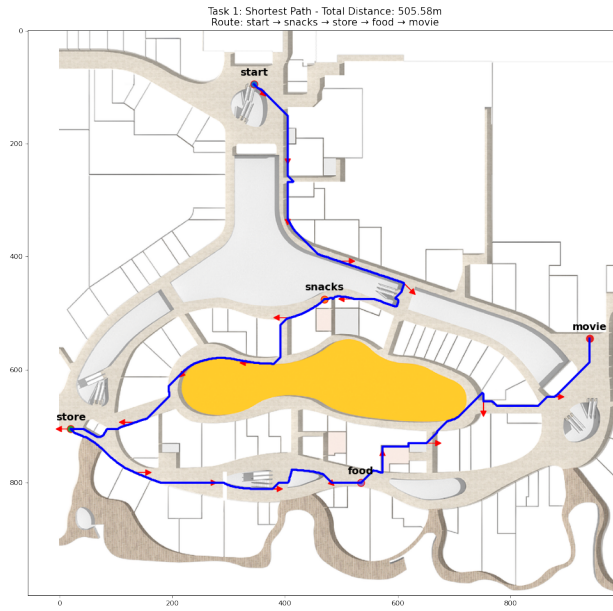 Task 1: Shortest Path - Total Distance: 505.58m
Route: start → snacks → store → food → movie
0
start
200
400
snacks
movie
600
store
food
800
0
200
400
600
800